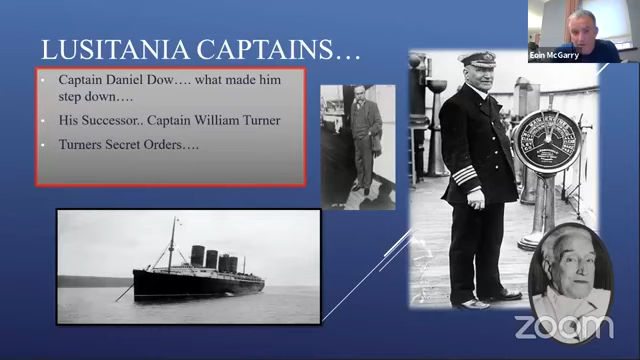 LUSITANIA CAPTAINS…
Eoin McGarry
• Captain Daniel Dow…. what made him
step down….
• His Successor.. Captain William Turner
• Turners Secret Orders….
zoom